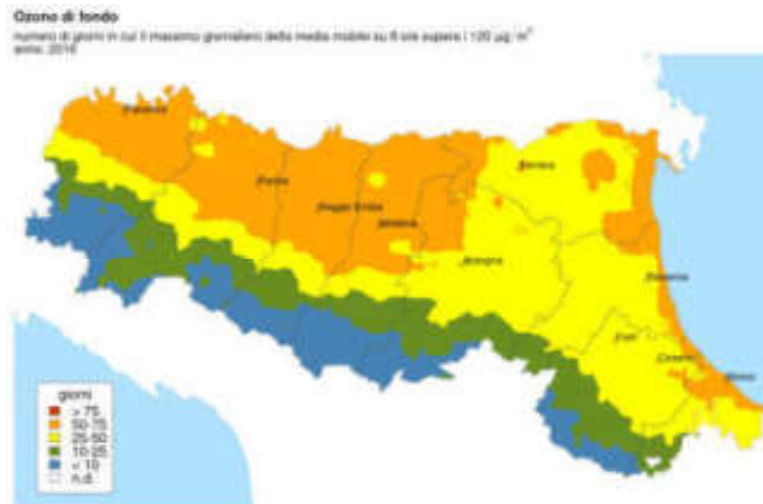 Ozono di fondo
numero di giorni in cui il massimo giornaliero della media mobile su 8 ore supera i 120 µg / m³
anno: 2016
Piacenza
Parma
Reggio Emilia
Modena
Ferrara
Bologna
Ravenna
Forlì
Cesena
Rimini
giorni
> 75
50-75
25-50
10-25
< 10
n.d.